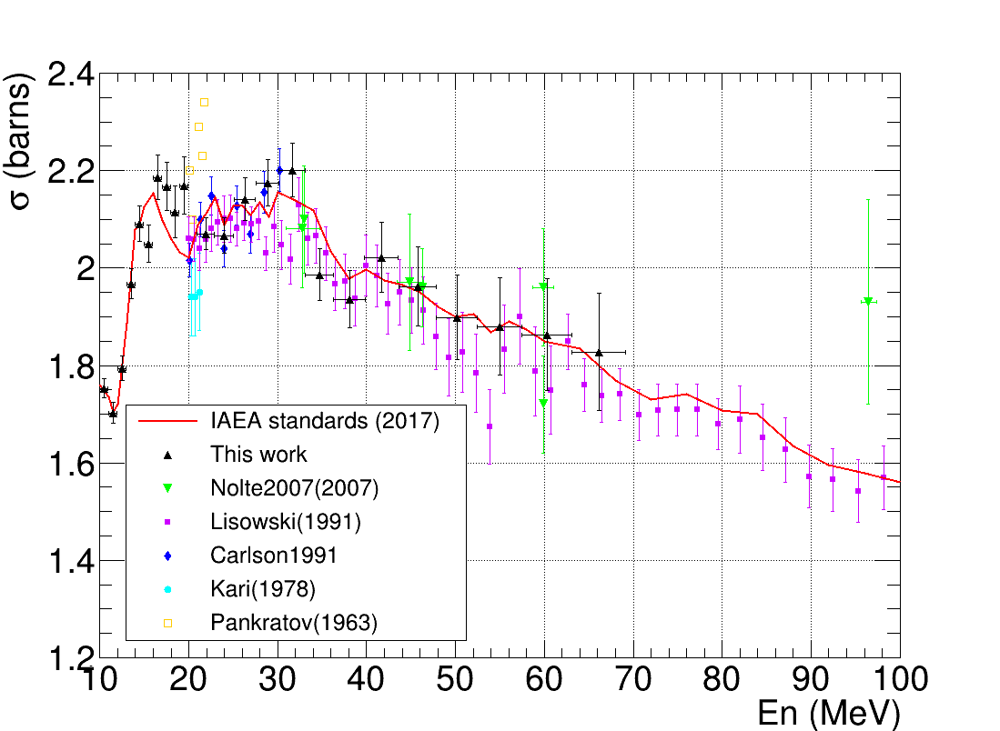 σ (barns)
2.4
2.2
2
1.8
1.6
1.4
1.2
IAEA standards (2017)
This work
Nolte2007(2007)
Lisowski(1991)
Carlson1991
Kari(1978)
Pankratov(1963)
10 20 30 40 50 60 70 80 90 100
En (MeV)